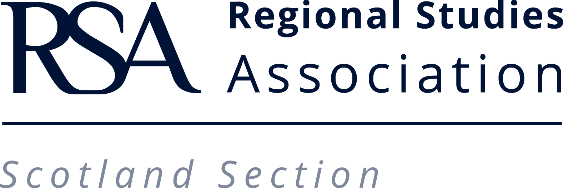 RSA Regional Studies
Association
Scotland Section